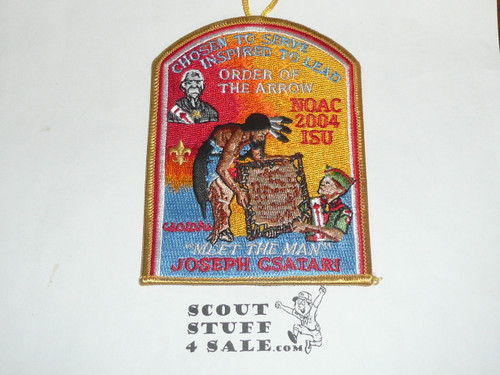 CHOSEN TO SERVE
INSPIRED TO LEAD
ORDER OF
THE ARROW
NOAC
2004
ISU
"MEET THE MAN"
JOSEPH CSATARI
SCOUT
STUFF
4 SALE.com